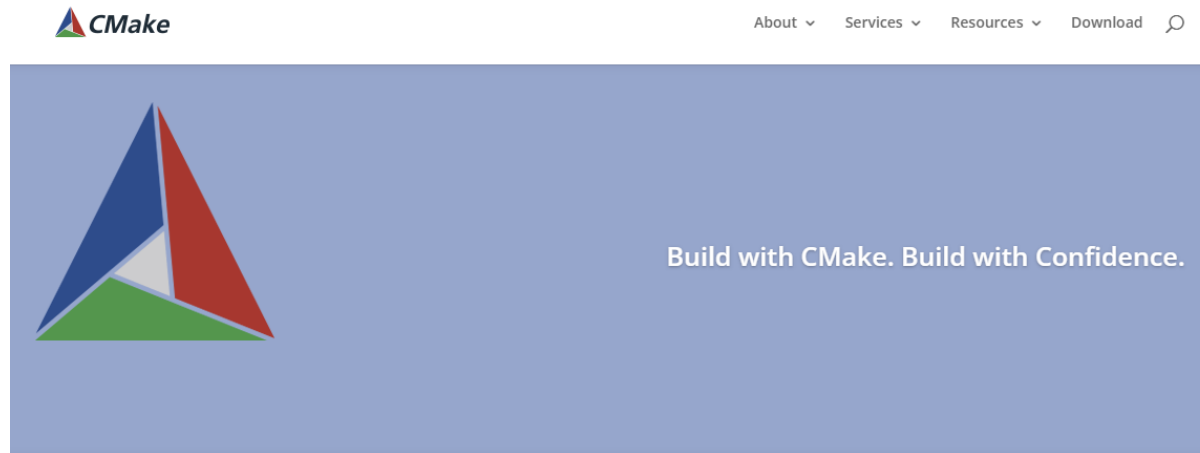 CMake
About Services Resources Download
Build with CMake. Build with Confidence.